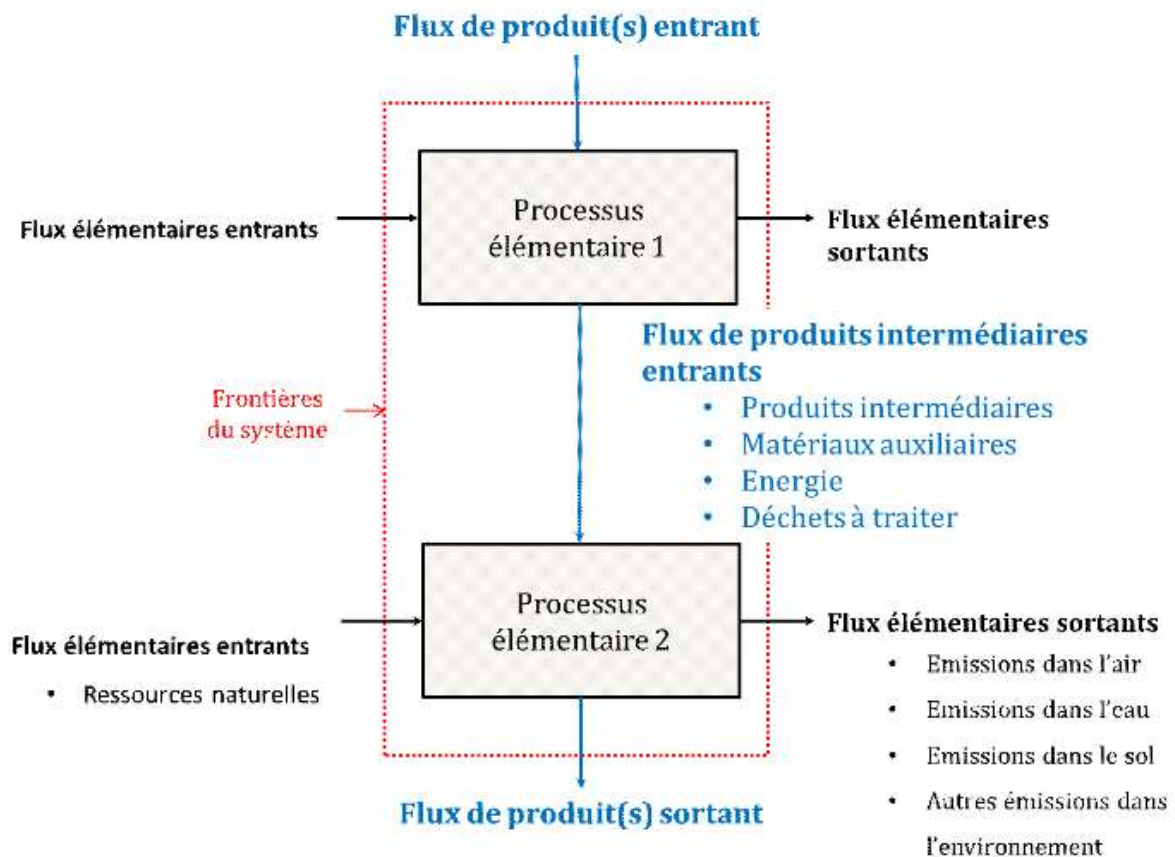 Flux de produit(s) entrant
Processus
élémentaire 1
Flux élémentaires entrants
Flux élémentaires
sortants
Flux de produits intermédiaires
entrants
• Produits intermédiaires
• Matériaux auxiliaires
• Energie
• Déchets à traiter
Frontières
du système
Processus
élémentaire 2
Flux élémentaires entrants
• Ressources naturelles
Flux élémentaires sortants
• Emissions dans l'air
• Emissions dans l'eau
• Emissions dans le sol
• Autres émissions dans
l'environnement
Flux de produit(s) sortant